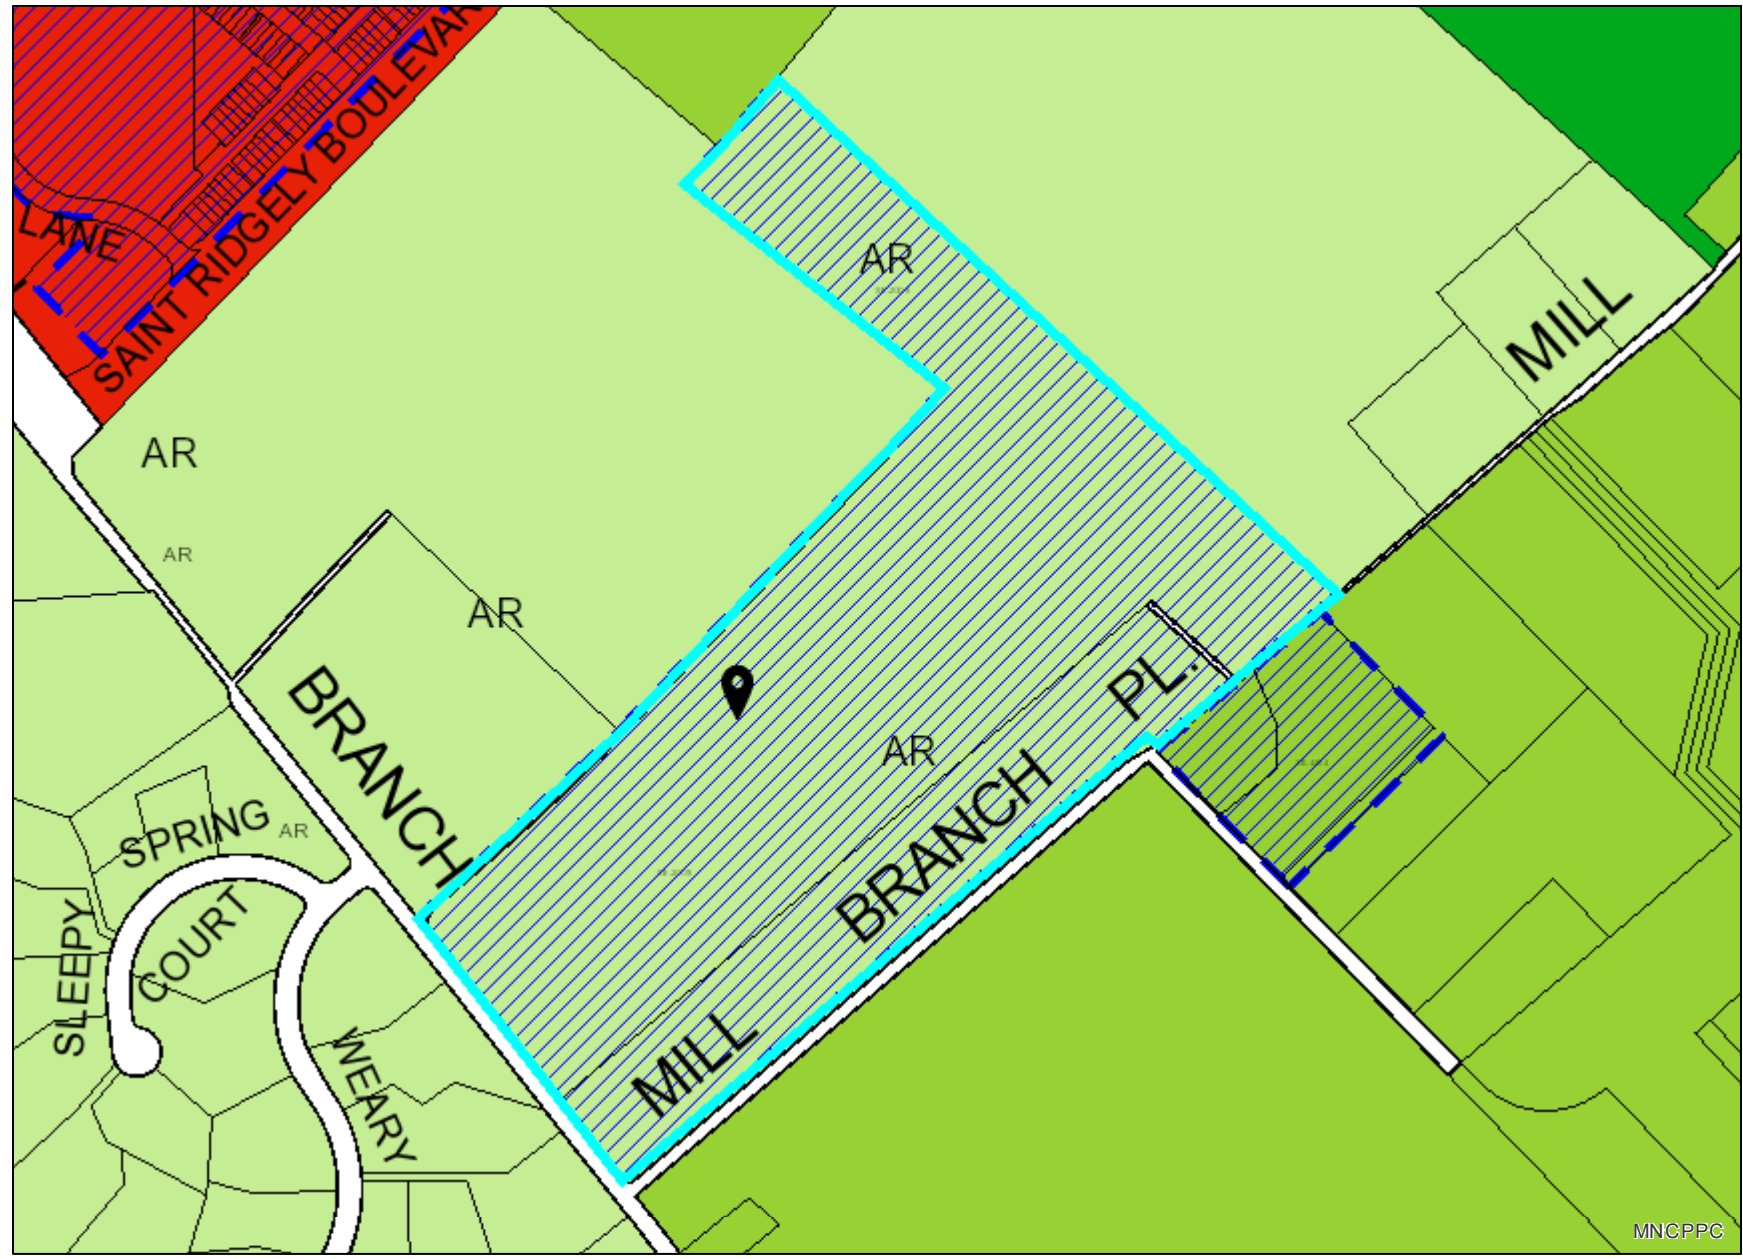 SAINT RIDGELY BOULEVAR
LANE
AR
MILL
AR
AR
AR
BRANCH
PL.
AR
BRANCH
SPRING
AR
COURT
SLEEPY
MILL
WEARY
MNCPPC